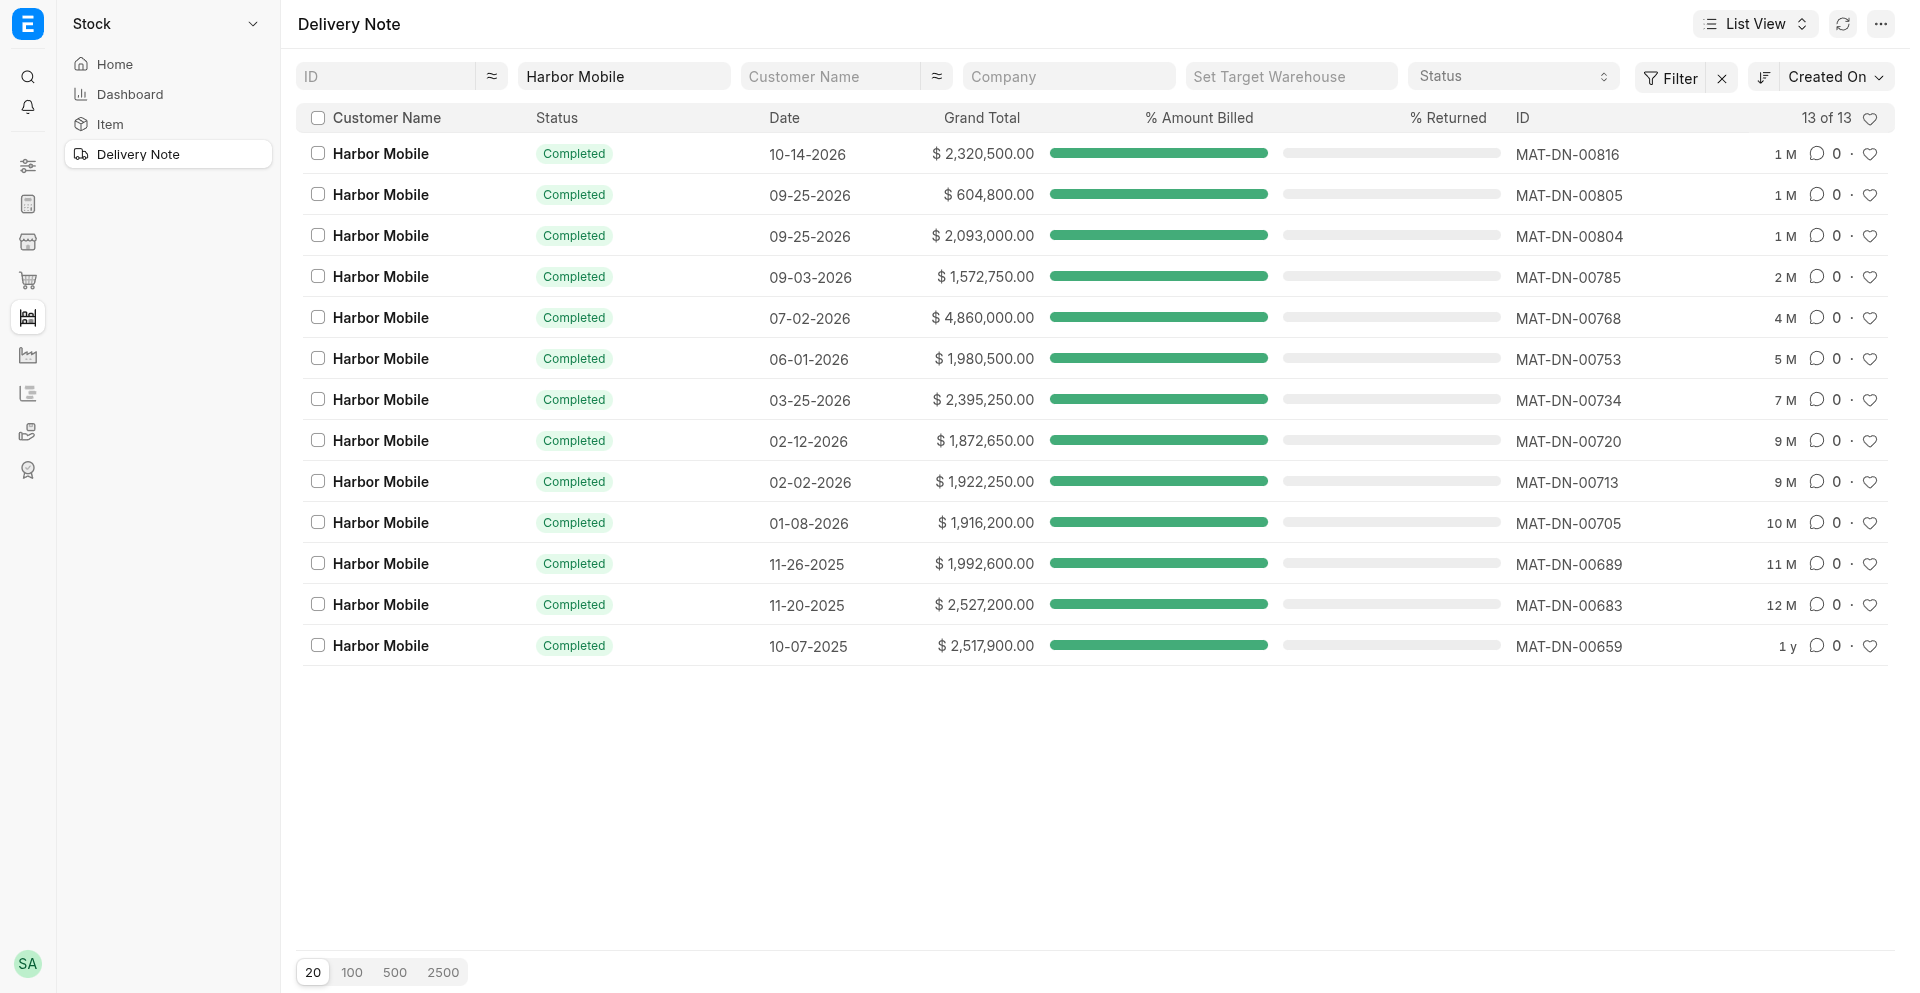 Stock
Home
Dashboard
Item
Delivery Note
SA
Delivery Note
List View
ID ≈ Harbor Mobile Customer Name ≈ Company Set Target Warehouse Status Filter Created On
Customer Name Status Date Grand Total % Amount Billed % Returned ID 13 of 13
Harbor Mobile Completed 10-14-2026 $ 2,320,500.00 MAT-DN-00816 1 M 0 ·
Harbor Mobile Completed 09-25-2026 $ 604,800.00 MAT-DN-00805 1 M 0 ·
Harbor Mobile Completed 09-25-2026 $ 2,093,000.00 MAT-DN-00804 1 M 0 ·
Harbor Mobile Completed 09-03-2026 $ 1,572,750.00 MAT-DN-00785 2 M 0 ·
Harbor Mobile Completed 07-02-2026 $ 4,860,000.00 MAT-DN-00768 4 M 0 ·
Harbor Mobile Completed 06-01-2026 $ 1,980,500.00 MAT-DN-00753 5 M 0 ·
Harbor Mobile Completed 03-25-2026 $ 2,395,250.00 MAT-DN-00734 7 M 0 ·
Harbor Mobile Completed 02-12-2026 $ 1,872,650.00 MAT-DN-00720 9 M 0 ·
Harbor Mobile Completed 02-02-2026 $ 1,922,250.00 MAT-DN-00713 9 M 0 ·
Harbor Mobile Completed 01-08-2026 $ 1,916,200.00 MAT-DN-00705 10 M 0 ·
Harbor Mobile Completed 11-26-2025 $ 1,992,600.00 MAT-DN-00689 11 M 0 ·
Harbor Mobile Completed 11-20-2025 $ 2,527,200.00 MAT-DN-00683 12 M 0 ·
Harbor Mobile Completed 10-07-2025 $ 2,517,900.00 MAT-DN-00659 1 y 0 ·
20 100 500 2500